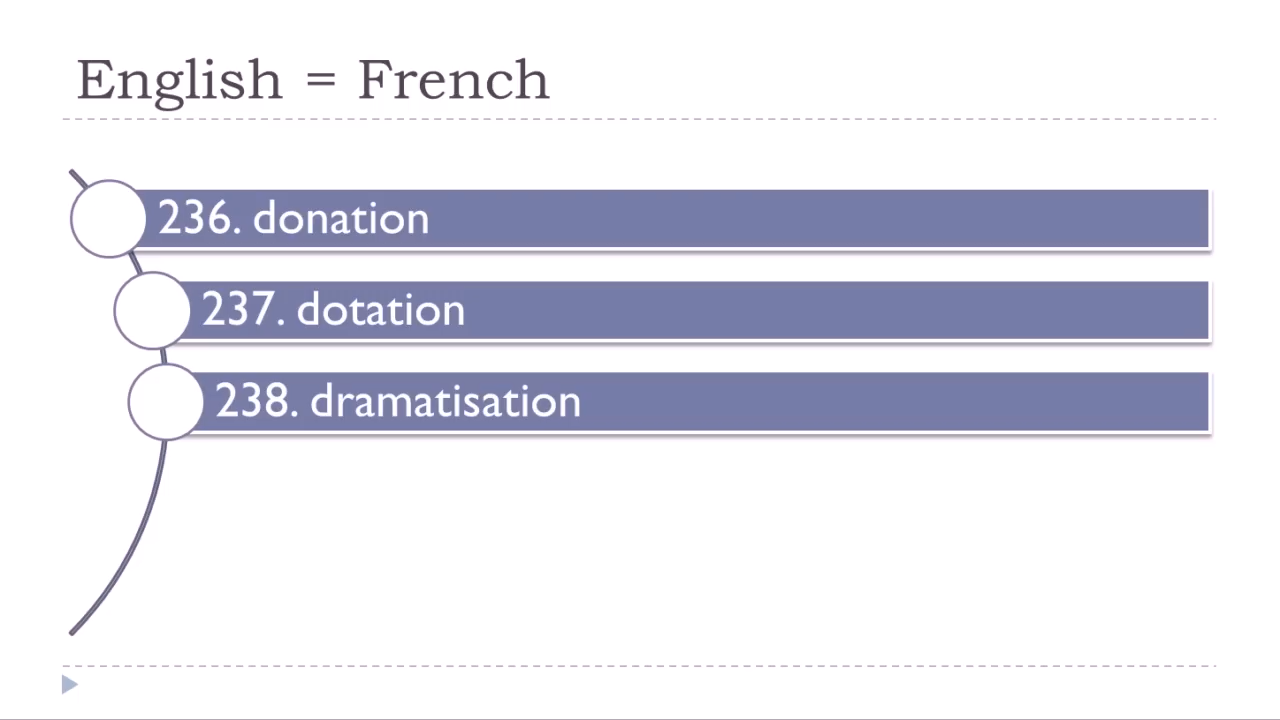 English = French
236. donation
237. dotation
238. dramatisation